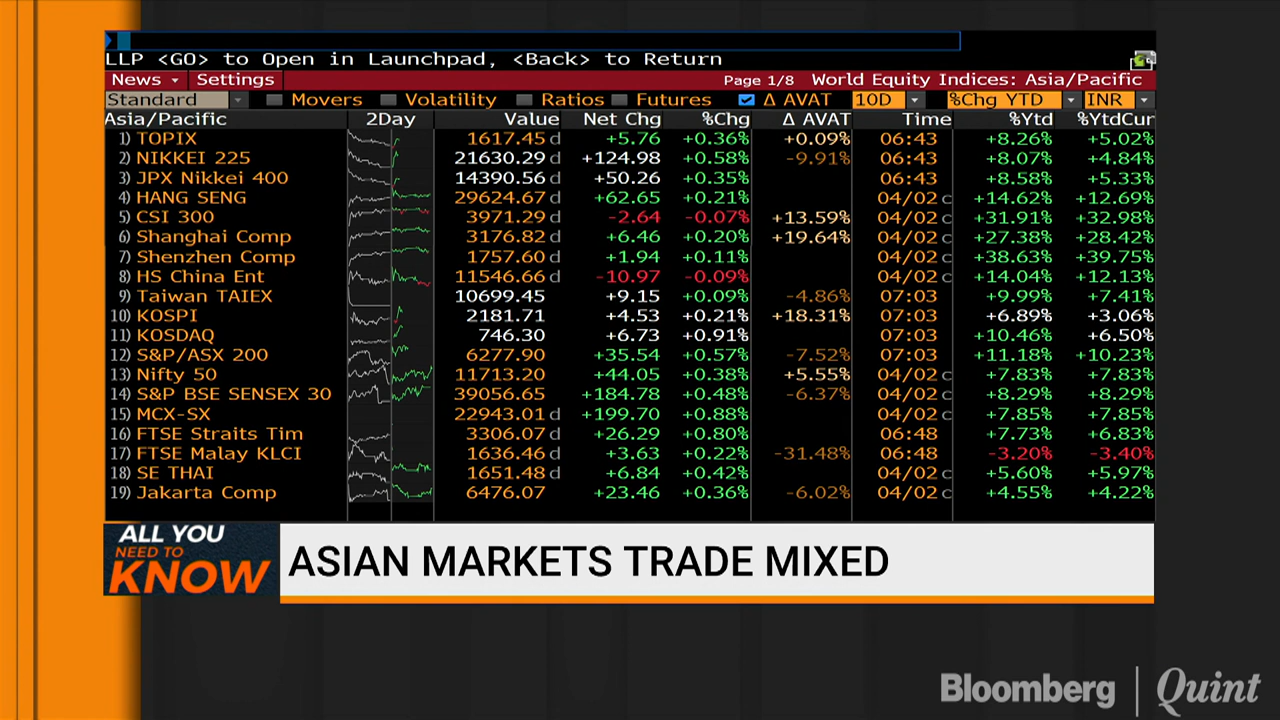 LLP <GO> to Open in Launchpad, <Back> to Return
News Settings Page 1/8 World Equity Indices: Asia/Pacific
Standard Movers Volatility Ratios Futures Δ AVAT 10D %Chg YTD INR
Asia/Pacific 2Day Value Net Chg %Chg Δ AVAT Time %Ytd %YtdCur
1) TOPIX 1617.45 d +5.76 +0.36% +0.09% 06:43 +8.26% +5.02%
2) NIKKEI 225 21630.29 d +124.98 +0.58% -9.91% 06:43 +8.07% +4.84%
3) JPX Nikkei 400 14390.56 d +50.26 +0.35% 06:43 +8.58% +5.33%
4) HANG SENG 29624.67 d +62.65 +0.21% 04/02 c +14.62% +12.69%
5) CSI 300 3971.29 d -2.64 -0.07% +13.59% 04/02 c +31.91% +32.98%
6) Shanghai Comp 3176.82 d +6.46 +0.20% +19.64% 04/02 c +27.38% +28.42%
7) Shenzhen Comp 1757.60 d +1.94 +0.11% 04/02 c +38.63% +39.75%
8) HS China Ent 11546.66 d -10.97 -0.09% 04/02 c +14.04% +12.13%
9) Taiwan TAIEX 10699.45 +9.15 +0.09% -4.86% 07:03 +9.99% +7.41%
10) KOSPI 2181.71 +4.53 +0.21% +18.31% 07:03 +6.89% +3.06%
11) KOSDAQ 746.30 +6.73 +0.91% 07:03 +10.46% +6.50%
12) S&P/ASX 200 6277.90 +35.54 +0.57% -7.52% 07:03 +11.18% +10.23%
13) Nifty 50 11713.20 +44.05 +0.38% +5.55% 04/02 c +7.83% +7.83%
14) S&P BSE SENSEX 30 39056.65 +184.78 +0.48% -6.37% 04/02 c +8.29% +8.29%
15) MCX-SX 22943.01 d +199.70 +0.88% 04/02 c +7.85% +7.85%
16) FTSE Straits Tim 3306.07 d +26.29 +0.80% 06:48 +7.73% +6.83%
17) FTSE Malay KLCI 1636.46 d +3.63 +0.22% -31.48% 06:48 -3.20% -3.40%
18) SE THAI 1651.48 d +6.84 +0.42% 04/02 c +5.60% +5.97%
19) Jakarta Comp 6476.07 +23.46 +0.36% -6.02% 04/02 c +4.55% +4.22%
ALL YOU
NEED TO
KNOW
ASIAN MARKETS TRADE MIXED
Bloomberg | Quint